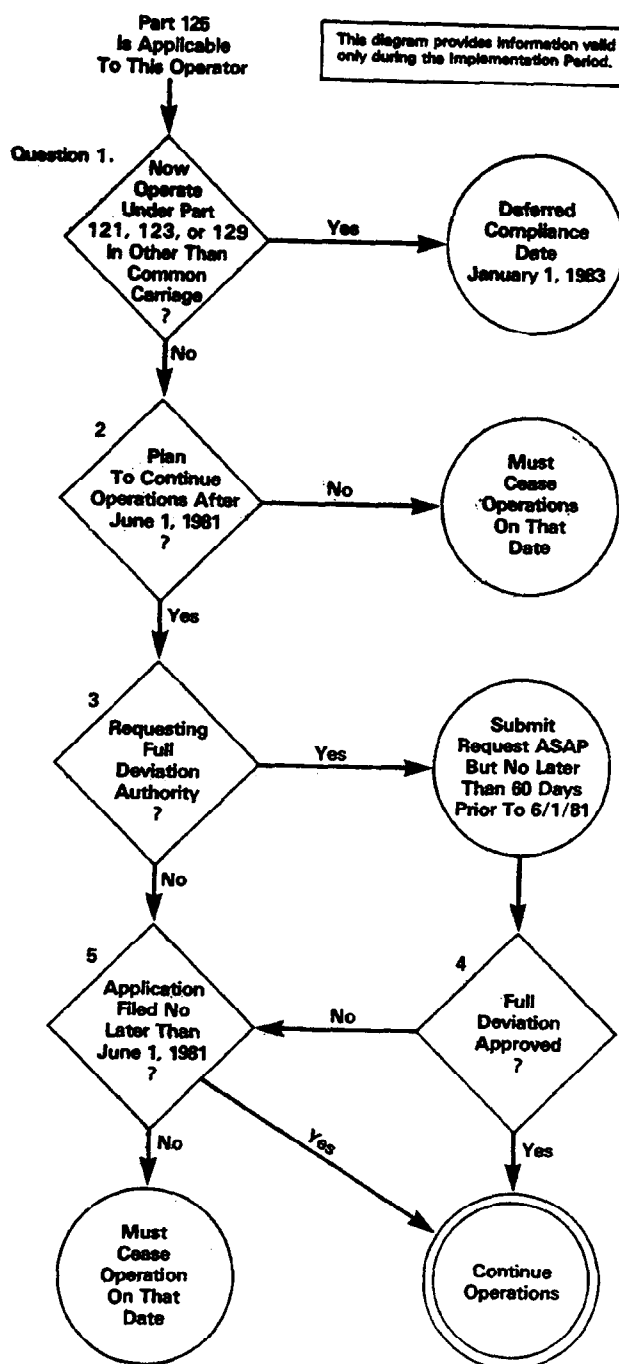 Part 125
Is Applicable
To This Operator
This diagram provides information valid
only during the Implementation Period.
Question 1.
Now
Operate
Under Part
121, 123, or 129
In Other Than
Common
Carriage
?
Yes
Deferred
Compliance
Date
January 1, 1983
No
2
Plan
To Continue
Operations After
June 1, 1981
?
No
Must
Cease
Operations
On That
Date
Yes
3
Requesting
Full
Deviation
Authority
?
Yes
Submit
Request ASAP
But No Later
Than 60 Days
Prior To 6/1/81
No
5
Application
Filed No
Later Than
June 1, 1981
?
No
4
Full
Deviation
Approved
?
No
Yes
Yes
Must
Cease
Operation
On That
Date
Continue
Operations